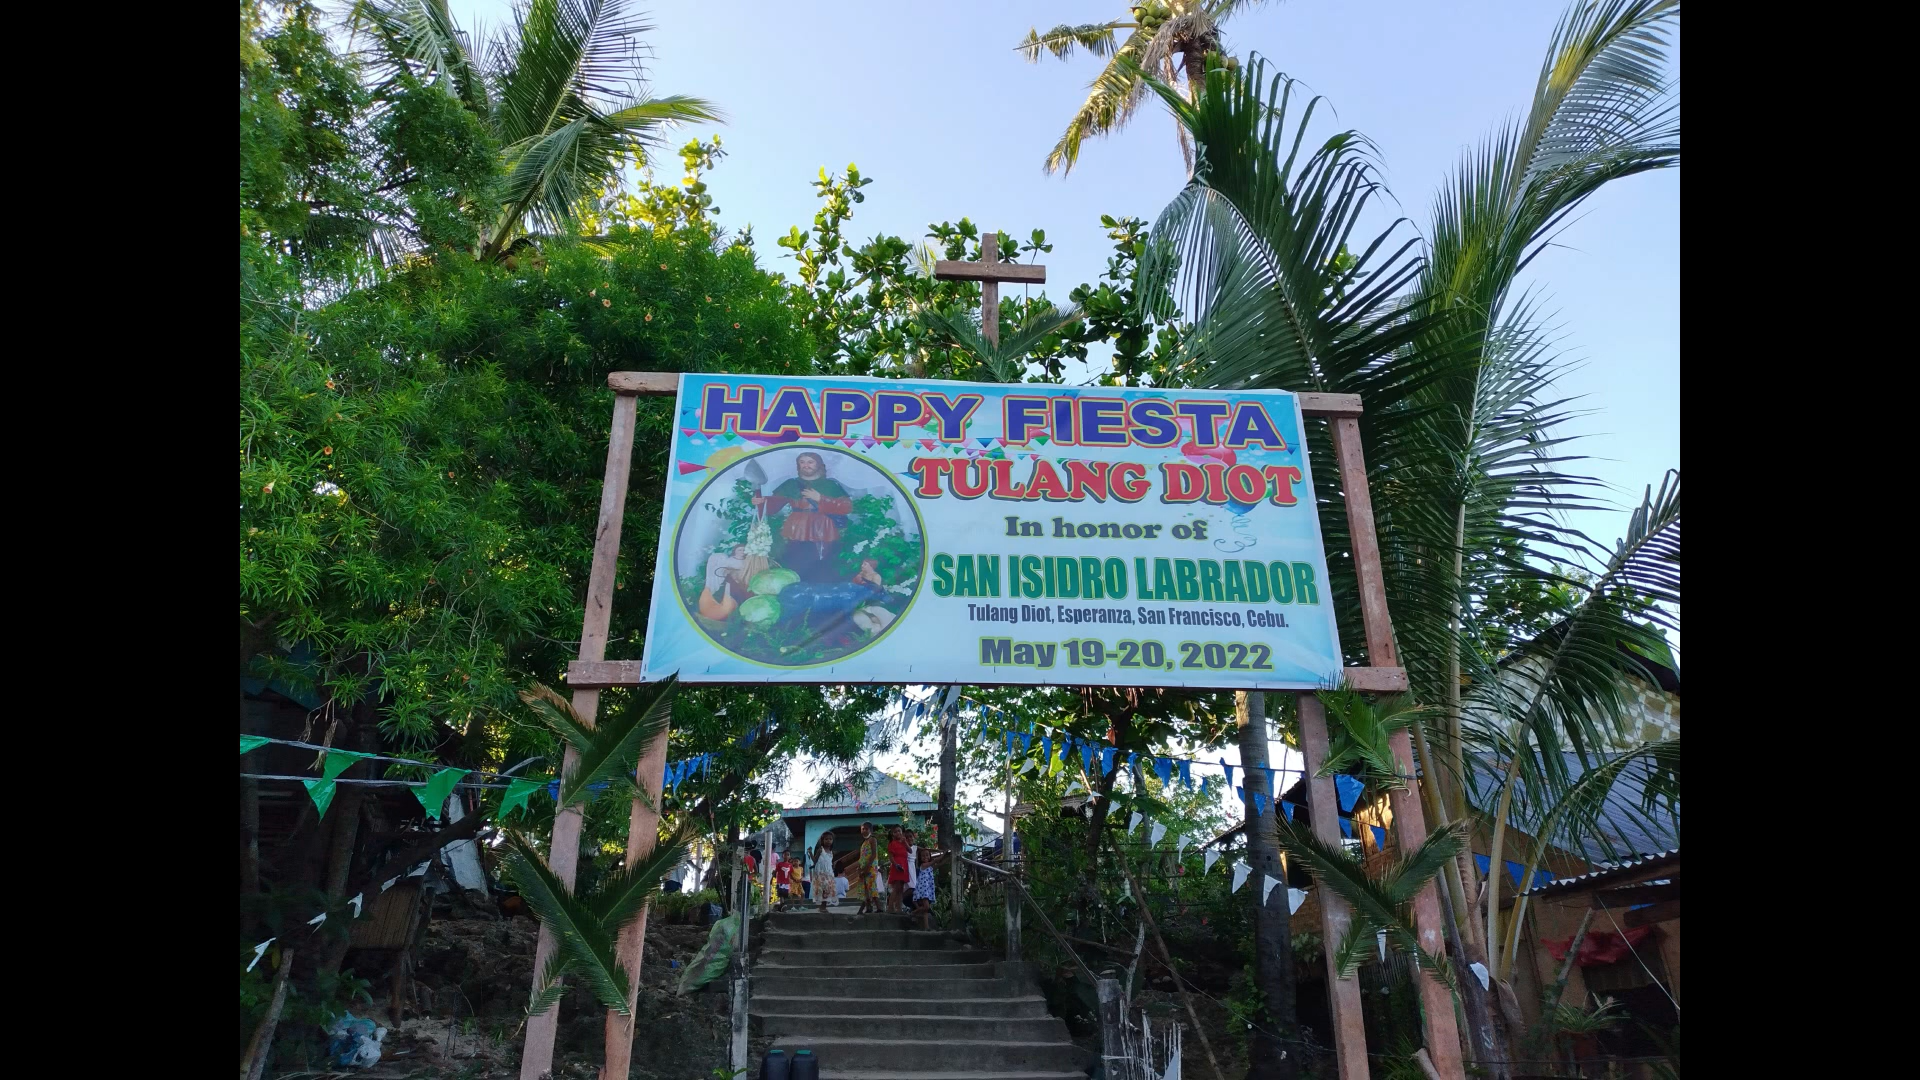 HAPPY FIESTA
TULANG DIOT
In honor of
SAN ISIDRO LABRADOR
Tulang Diot, Esperanza, San Francisco, Cebu.
May 19-20, 2022